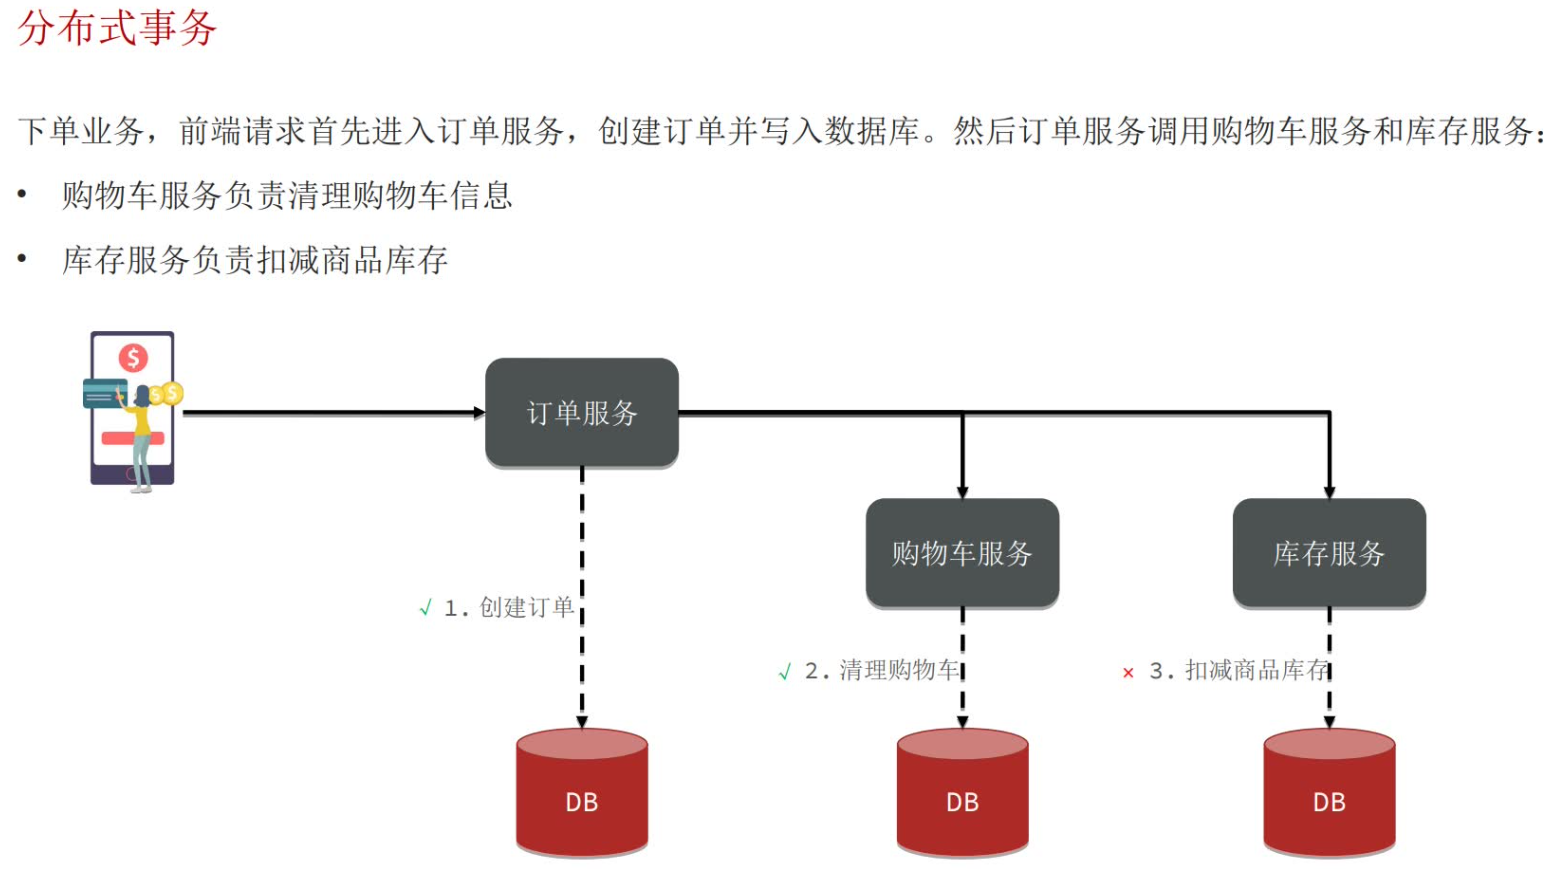 分布式事务
下单业务，前端请求首先进入订单服务，创建订单并写入数据库。然后订单服务调用购物车服务和库存服务：
• 购物车服务负责清理购物车信息
• 库存服务负责扣减商品库存
$
$ $
订单服务
购物车服务
库存服务
√ 1.创建订单
√ 2.清理购物车
× 3.扣减商品库存
DB
DB
DB